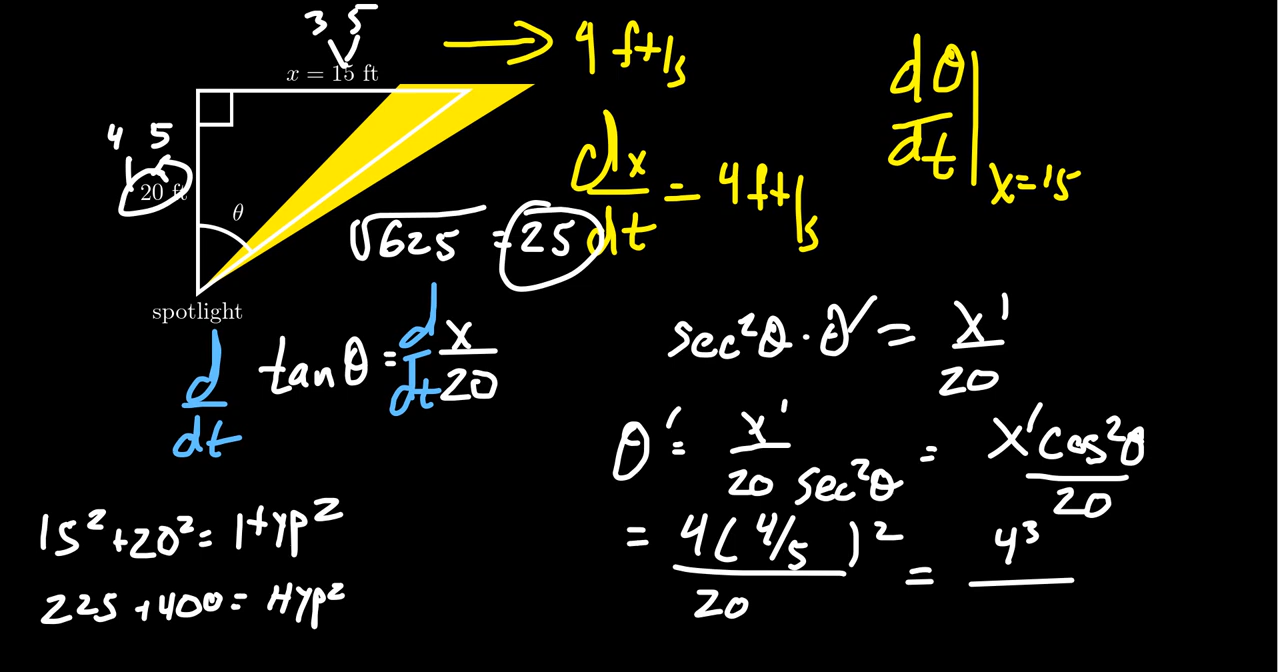 3 5
x = 15 ft
→ 4 ft/s
dθ/dt | x=15
4 5
20 ft
θ
dx/dt = 4 ft/s
√625 = 25
spotlight
d/dt tanθ = d/dt x/20
sec²θ · θ′ = x′/20
θ′ = x′/20 sec²θ = x′cos²θ/20
15² + 20² = Hyp²
= 4(4/5)²/20 = 4³/
225 + 400 = Hyp²